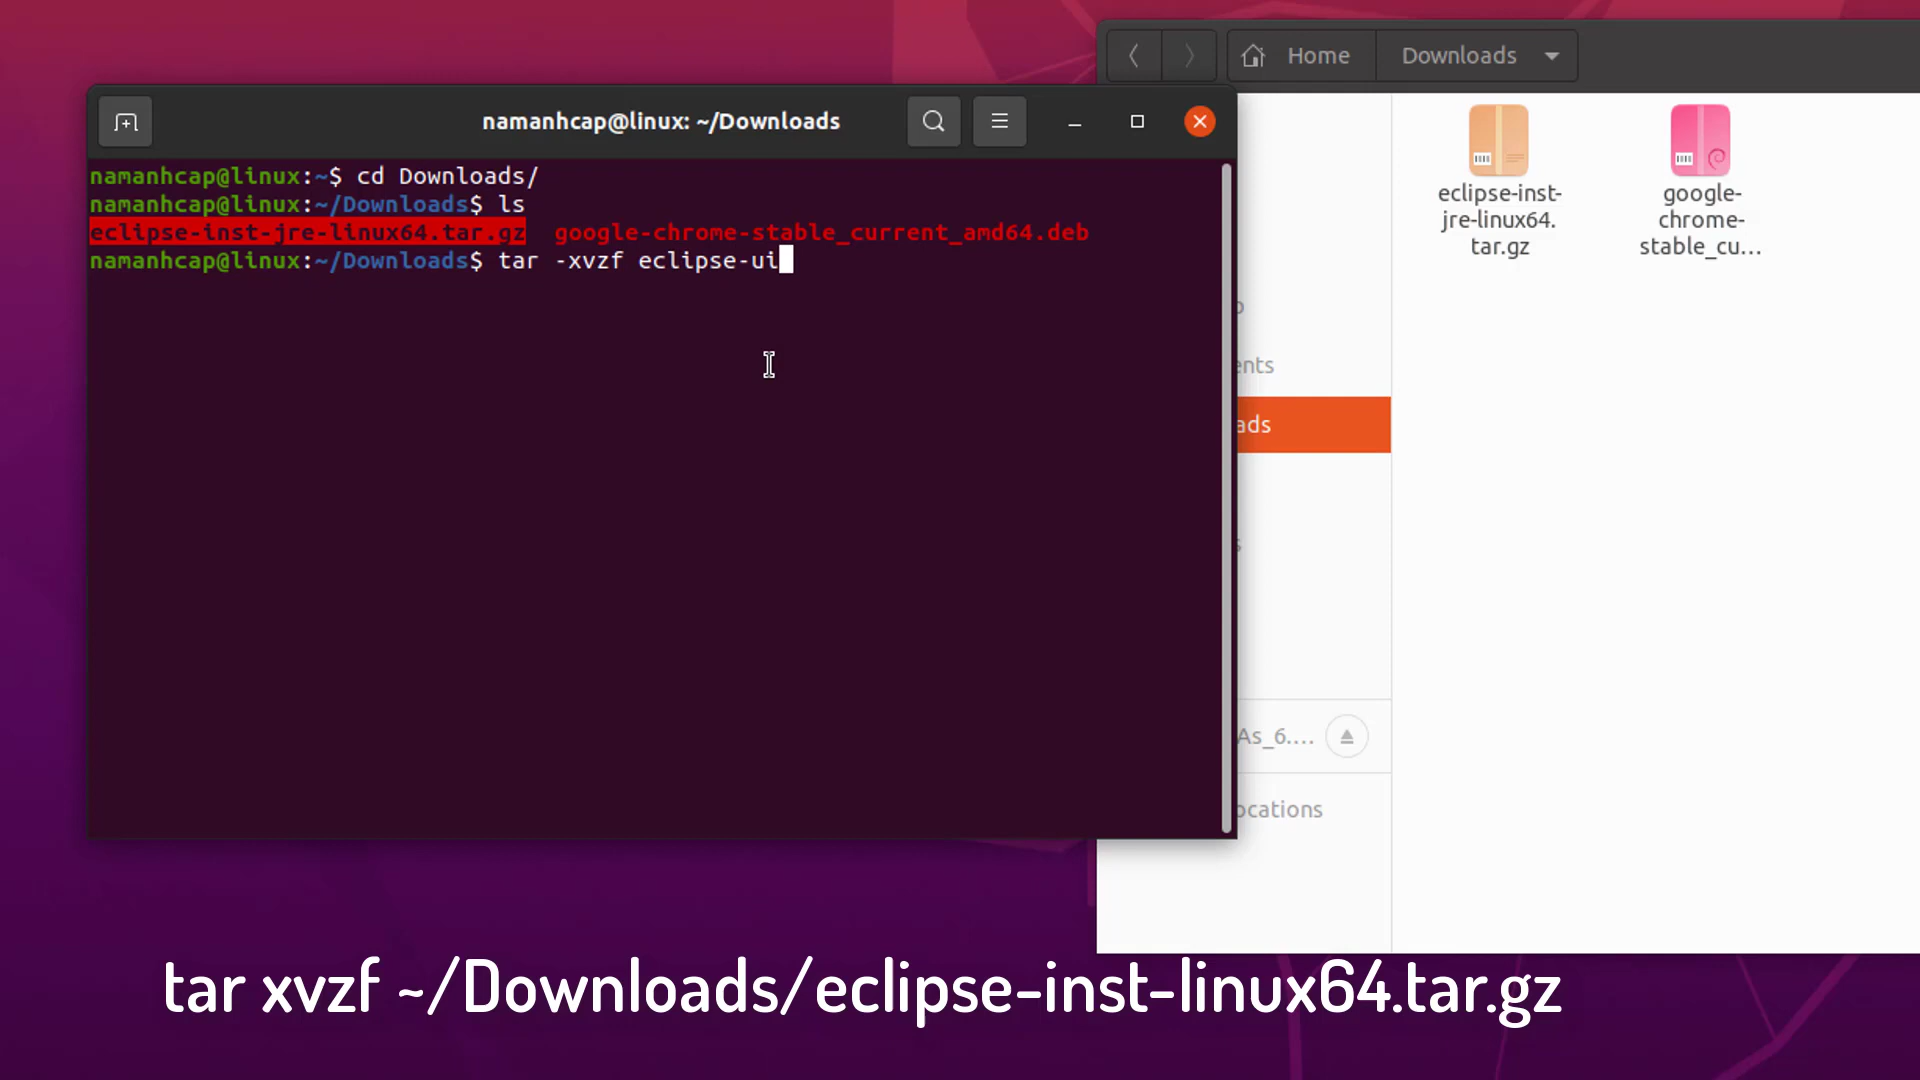 Home Downloads
namanhcap@linux: ~/Downloads
namanhcap@linux:~$ cd Downloads/
namanhcap@linux:~/Downloads$ ls
eclipse-inst-jre-linux64.tar.gz google-chrome-stable_current_amd64.deb
namanhcap@linux:~/Downloads$ tar -xvzf eclipse-ui
eclipse-inst-
jre-linux64.
tar.gz
google-
chrome-
stable_cu...
ents
ads
As_6....
ocations
tar xvzf ~/Downloads/eclipse-inst-linux64.tar.gz